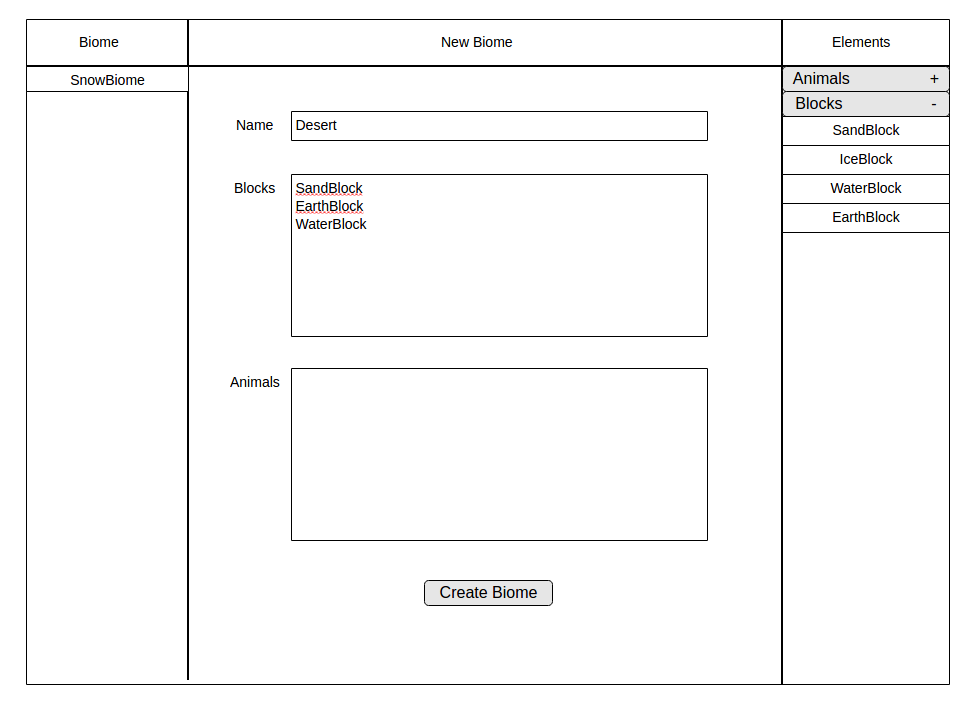 Biome
New Biome
Elements
SnowBiome
Name
Desert
Blocks
SandBlock
EarthBlock
WaterBlock
Animals
Create Biome
Animals +
Blocks -
SandBlock
IceBlock
WaterBlock
EarthBlock